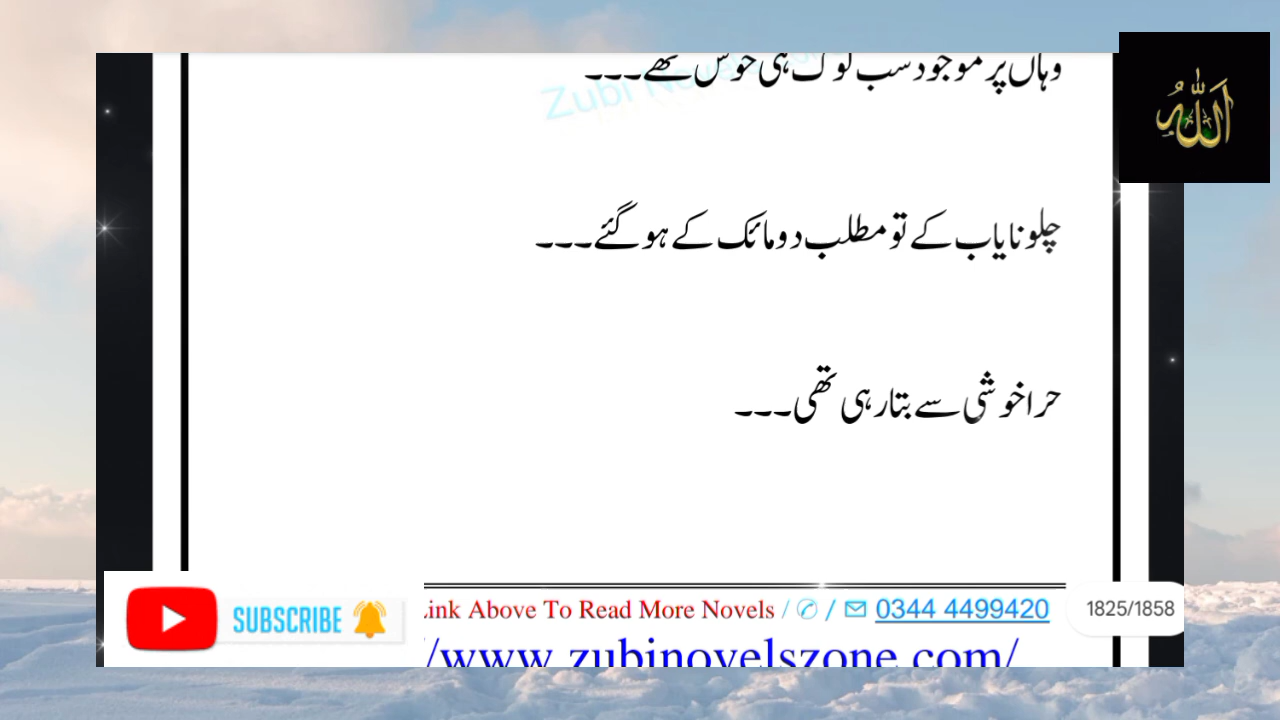 وہاں پر موجود سب لوگ ہی خوش تھے۔۔۔
Zubi
اللہ
چلو نایاب کے تو مطلب دو مائک کے ہو گئے۔۔۔
حرا خوشی سے بتا رہی تھی۔۔۔
SUBSCRIBE
Link Above To Read More Novels / ✆ / ✉ 0344 4499420
1825/1858
/www.zubinovelszone.com/